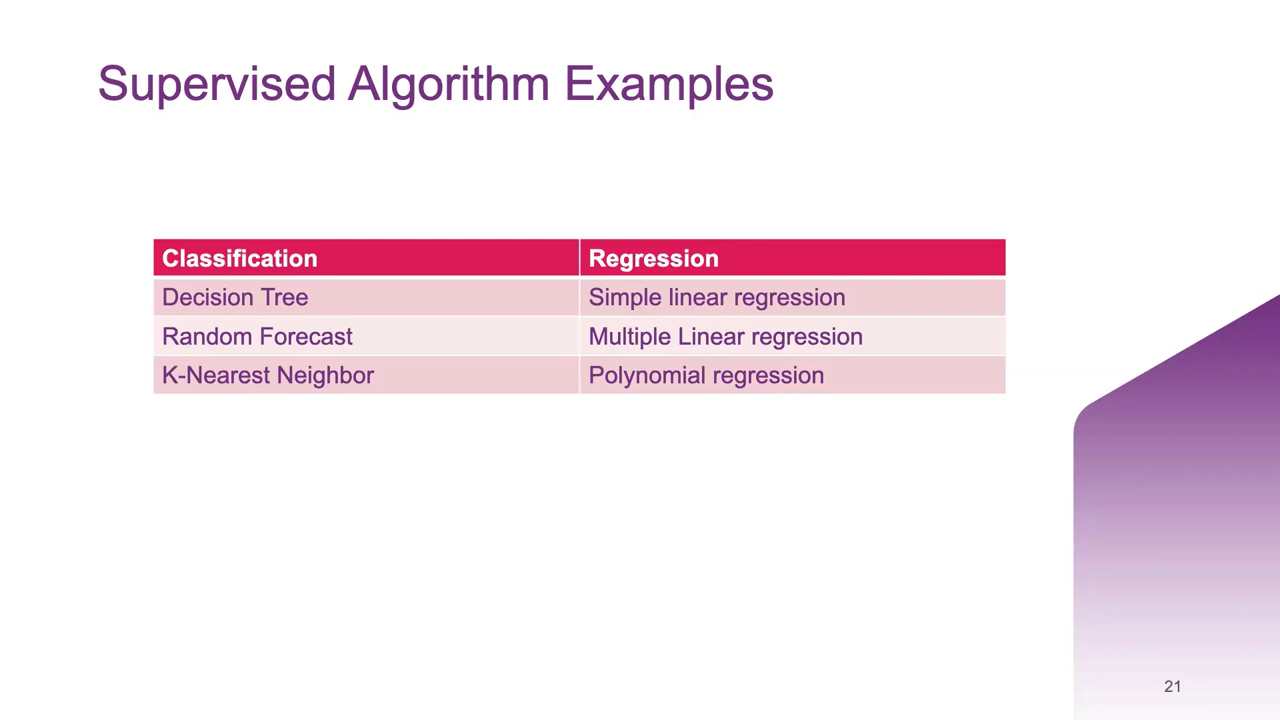 Supervised Algorithm Examples
Classification Regression
Decision Tree Simple linear regression
Random Forecast Multiple Linear regression
K-Nearest Neighbor Polynomial regression
21